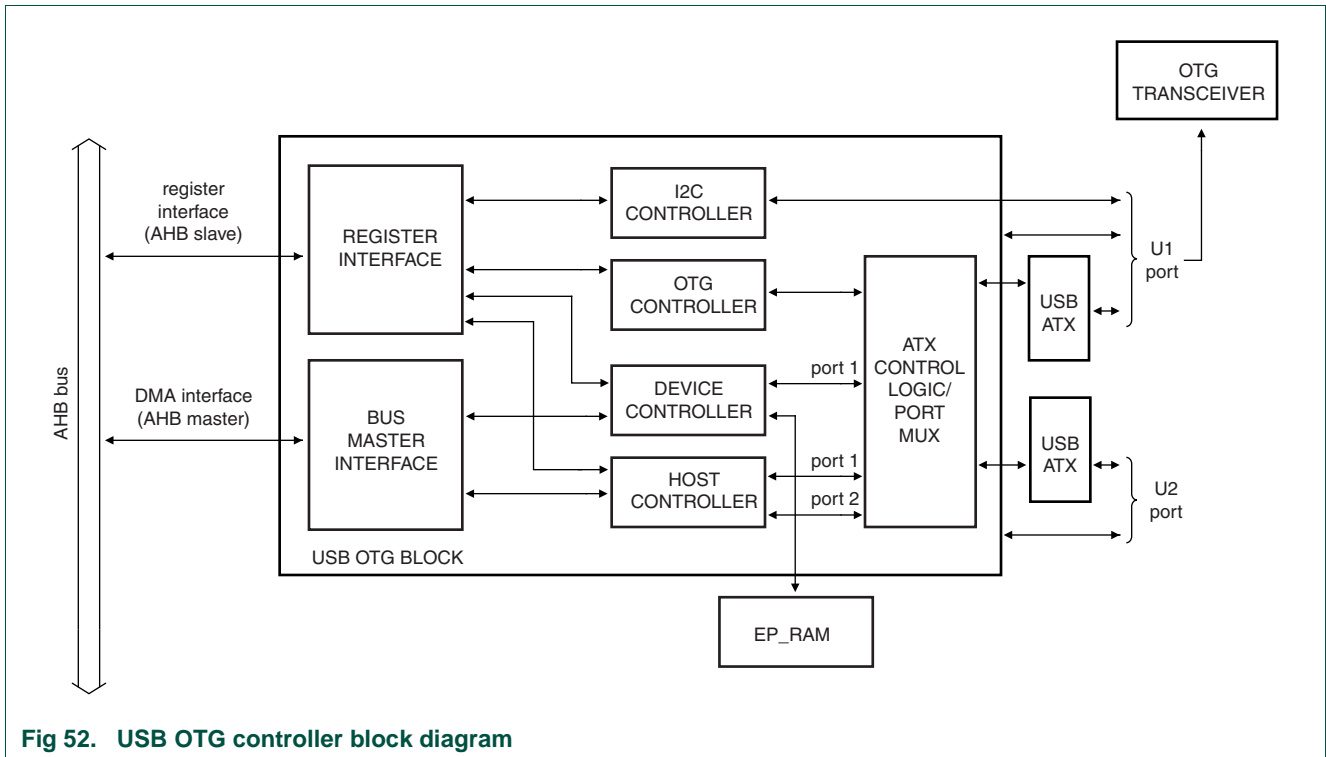 OTG
TRANSCEIVER
register
interface
(AHB slave)
REGISTER
INTERFACE
I2C
CONTROLLER
U1
port
OTG
CONTROLLER
USB
ATX
ATX
CONTROL
LOGIC/
PORT
MUX
AHB bus
DMA interface
(AHB master)
BUS
MASTER
INTERFACE
DEVICE
CONTROLLER
port 1
USB
ATX
HOST
CONTROLLER
port 1
port 2
U2
port
USB OTG BLOCK
EP_RAM
Fig 52. USB OTG controller block diagram